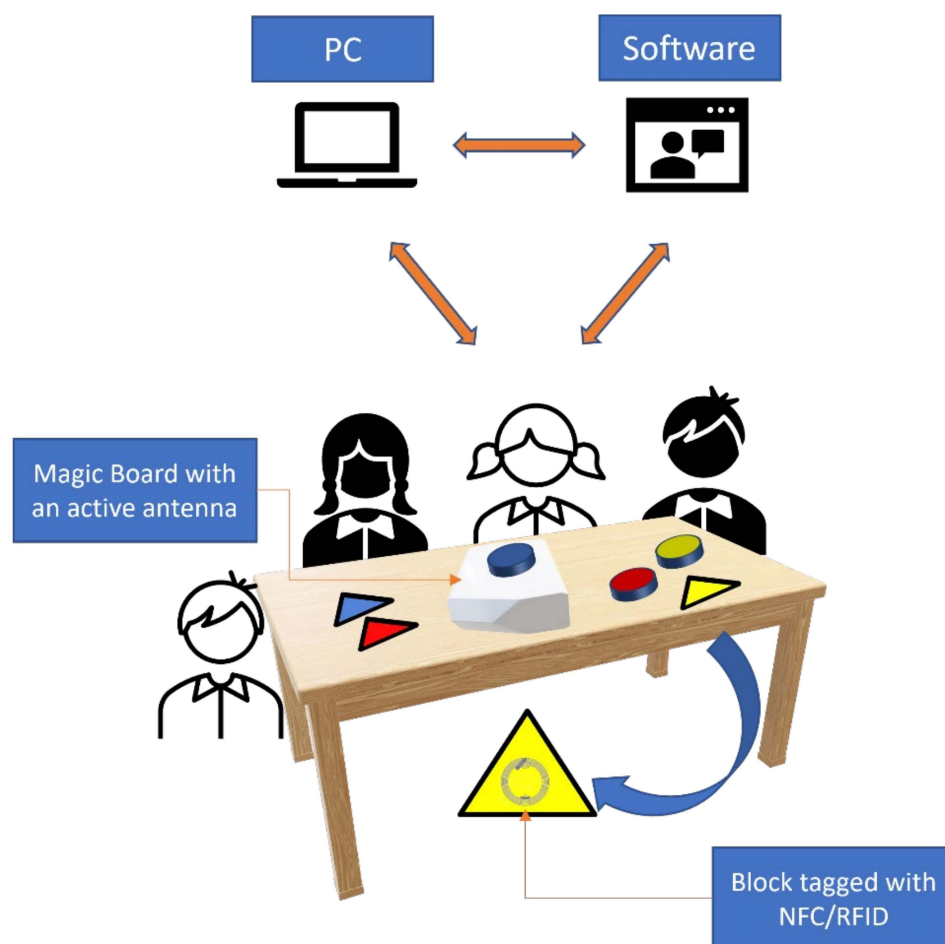 PC
Software
Magic Board with
an active antenna
Block tagged with
NFC/RFID